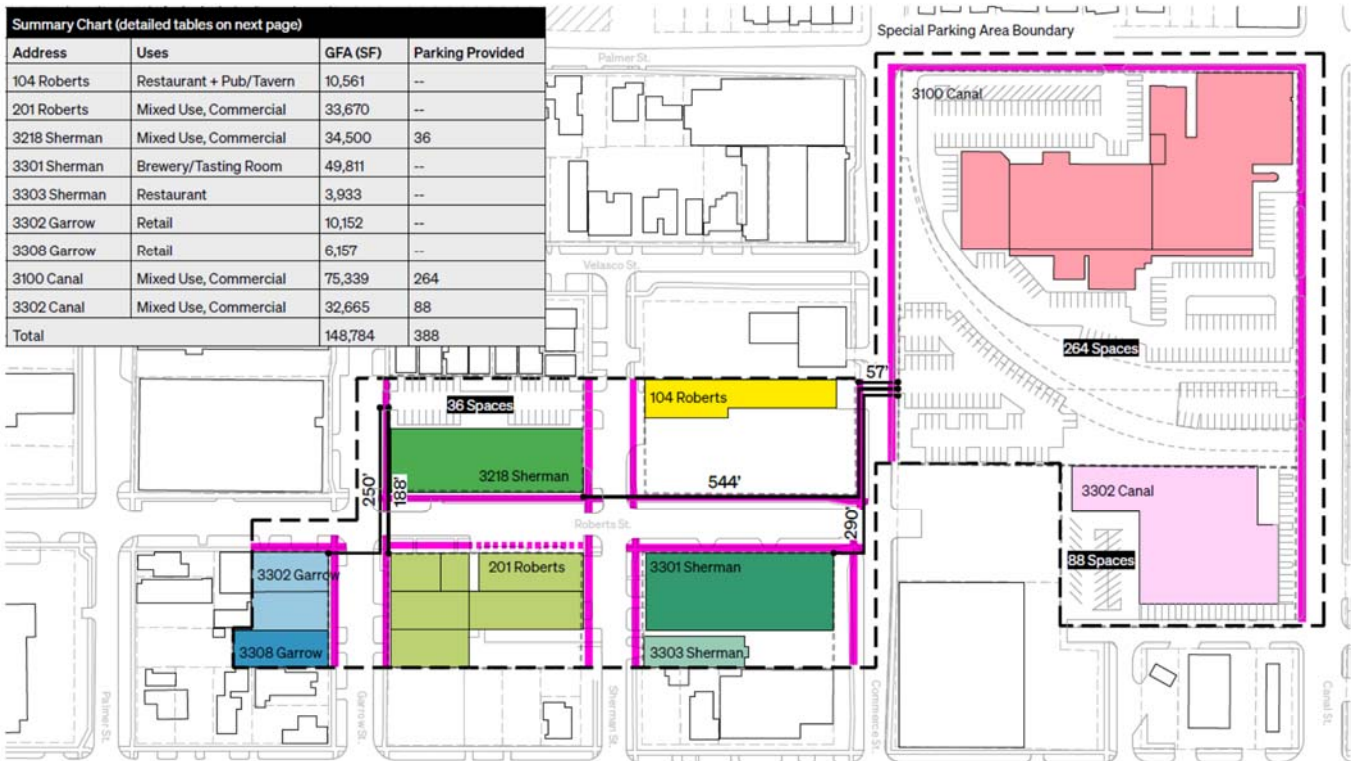 Summary Chart (detailed tables on next page)
Address Uses GFA (SF) Parking Provided
104 Roberts Restaurant + Pub/Tavern 10,561 --
201 Roberts Mixed Use, Commercial 33,670 --
3218 Sherman Mixed Use, Commercial 34,500 36
3301 Sherman Brewery/Tasting Room 49,811 --
3303 Sherman Restaurant 3,933 --
3302 Garrow Retail 10,152 --
3308 Garrow Retail 6,157 --
3100 Canal Mixed Use, Commercial 75,339 264
3302 Canal Mixed Use, Commercial 32,665 88
Total 148,784 388
Special Parking Area Boundary
Palmer St.
3100 Canal
Velasco St.
264 Spaces
57'
36 Spaces
104 Roberts
3218 Sherman
544'
250'
188'
3302 Canal
Roberts St.
290'
88 Spaces
3302 Garrow
201 Roberts
3301 Sherman
3308 Garrow
3303 Sherman
Palmer St.
Garrow St.
Sherman St.
Commerce St.
Canal St.